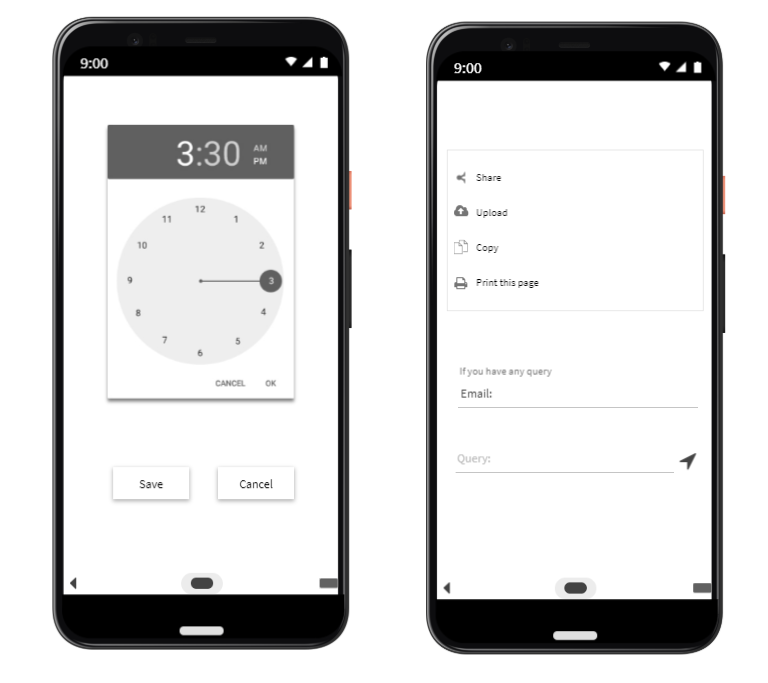 9:00
3:30
AM
PM
12
11
1
10
2
9
3
8
4
7
5
6
CANCEL OK
Save
Cancel
9:00
Share
Upload
Copy
Print this page
If you have any query
Email:
Query: